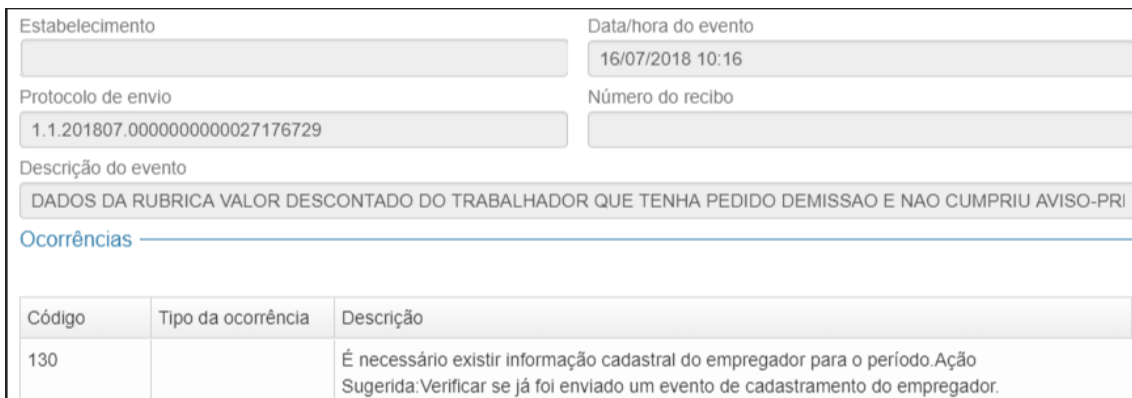 Estabelecimento
Data/hora do evento
16/07/2018 10:16
Protocolo de envio
Número do recibo
1.1.201807.0000000000027176729
Descrição do evento
DADOS DA RUBRICA VALOR DESCONTADO DO TRABALHADOR QUE TENHA PEDIDO DEMISSAO E NAO CUMPRIU AVISO-PRI
Ocorrências
Código Tipo da ocorrência Descrição
130 É necessário existir informação cadastral do empregador para o período.Ação
Sugerida:Verificar se já foi enviado um evento de cadastramento do empregador.